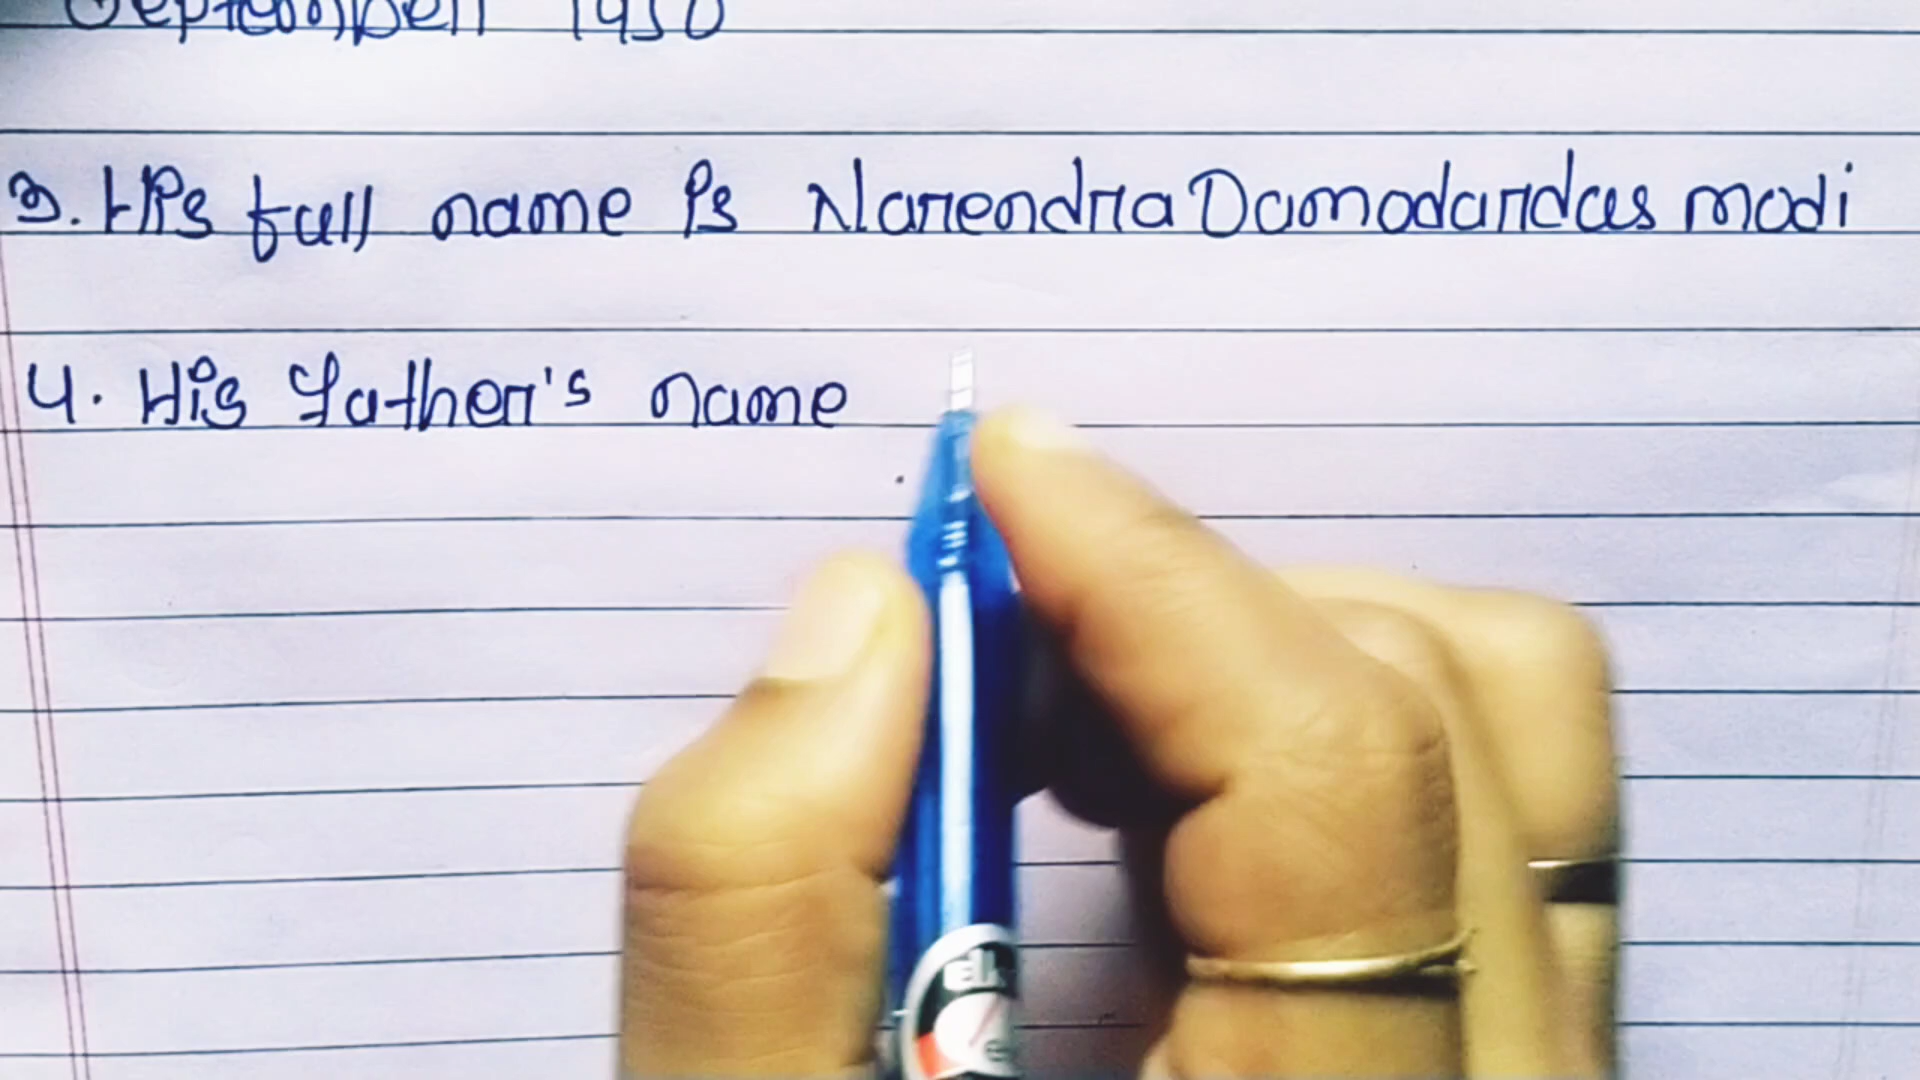 September 1950
3. His full name is Narendra Damodardas modi
4. His father's name